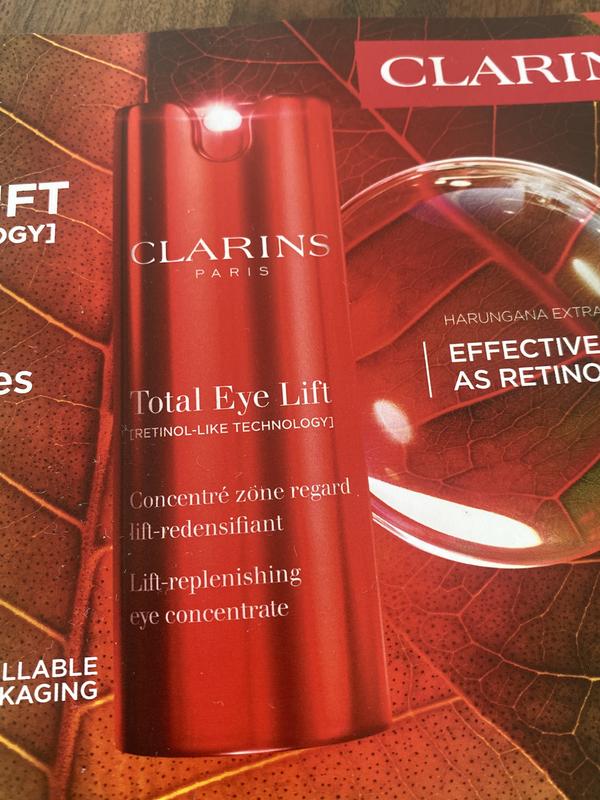 CLARIN
IFT
OGY]
es
LLABLE
KAGING
CLARINS
PARIS
Total Eye Lift
[RETINOL-LIKE TECHNOLOGY]
Concentré zône regard
lift-redensifiant
Lift-replenishing
eye concentrate
HARUNGANA EXTRA
EFFECTIVE
AS RETINO